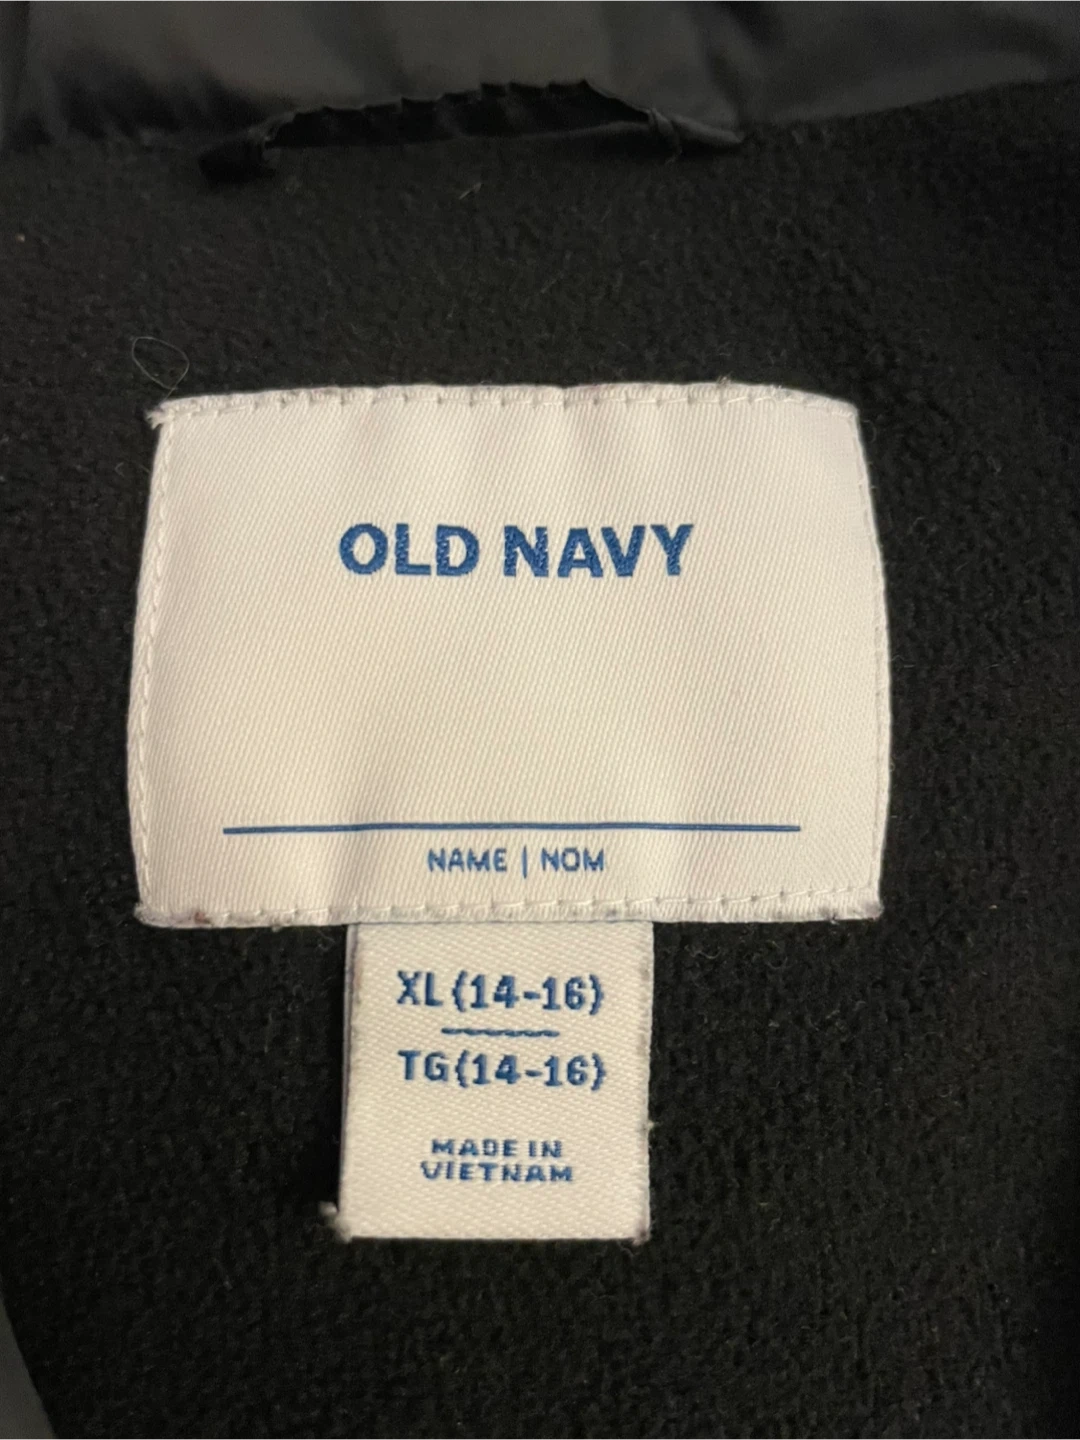 OLD NAVY
NAME | NOM
XL (14-16)
TG (14-16)
MADE IN
VIETNAM